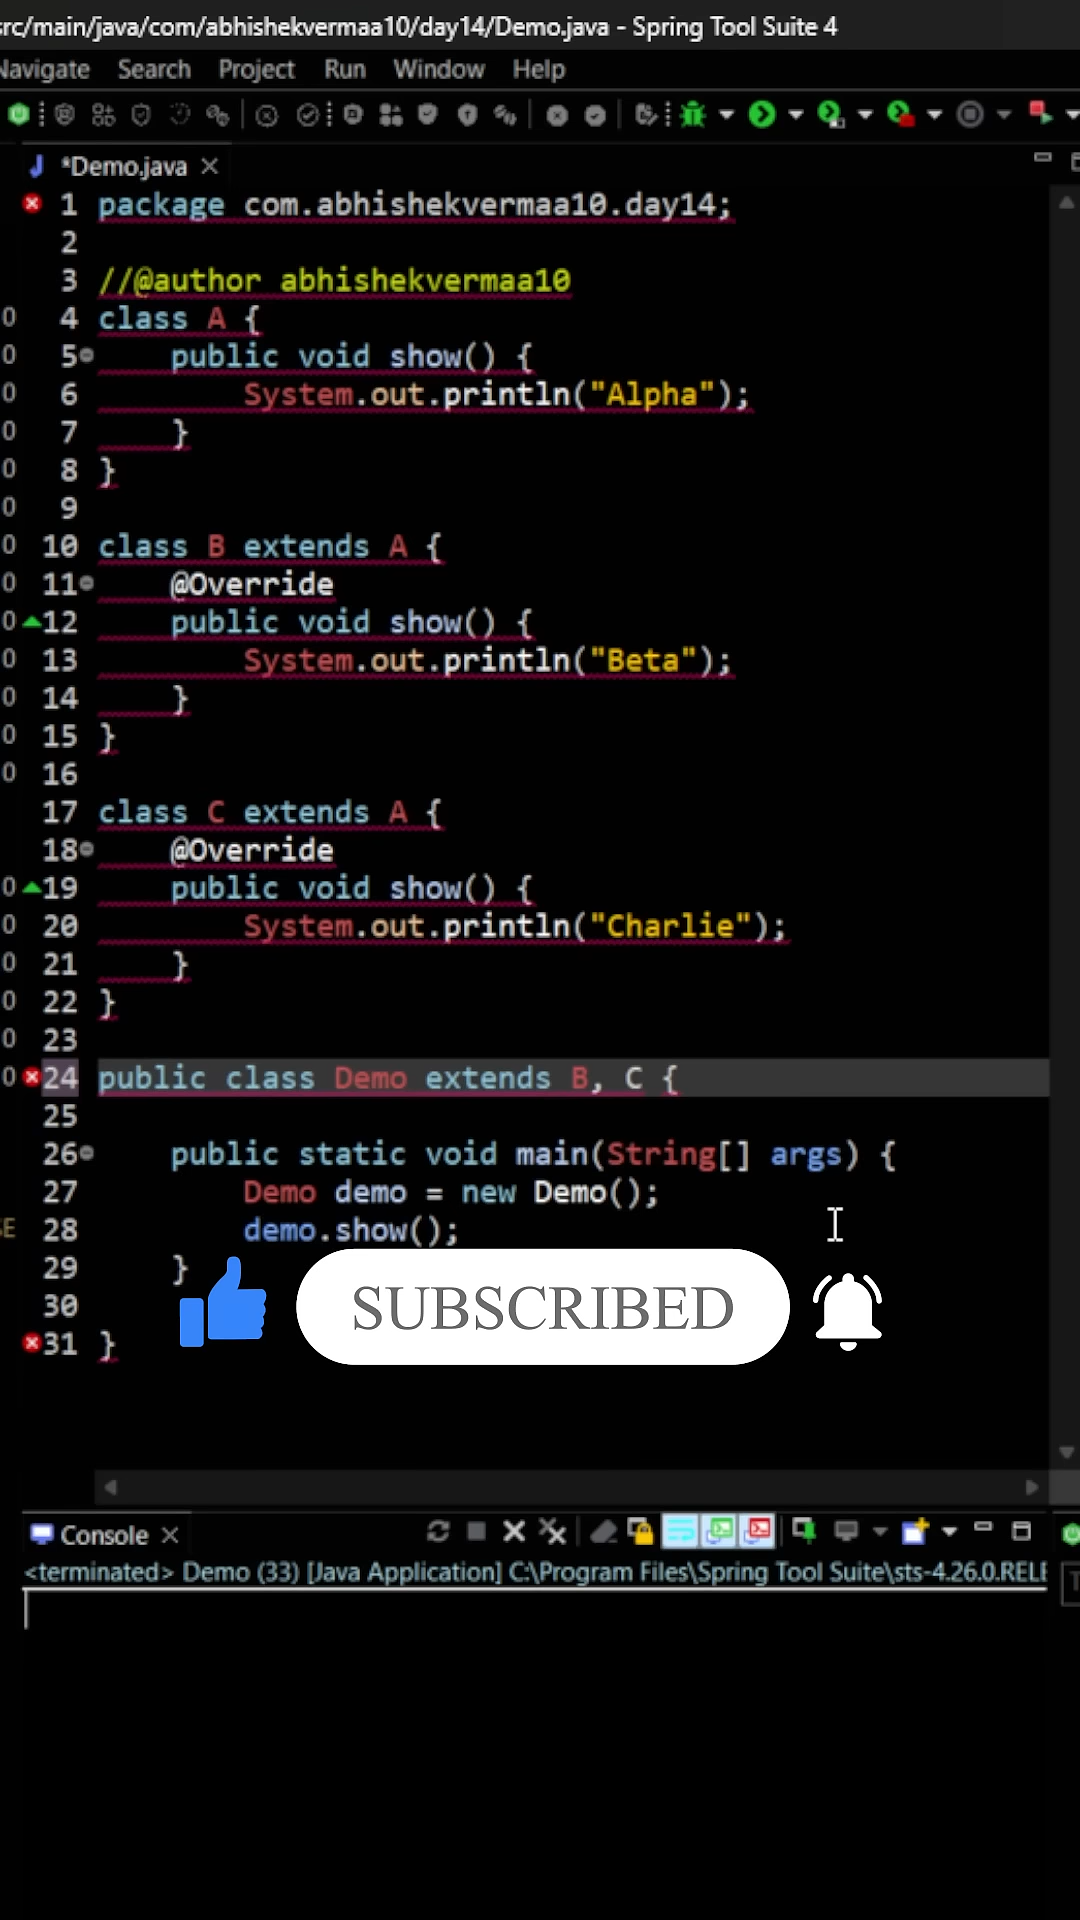 src/main/java/com/abhishekvermaa10/day14/Demo.java - Spring Tool Suite 4
Navigate Search Project Run Window Help
*Demo.java
1 package com.abhishekvermaa10.day14;
2
3 //@author abhishekvermaa10
4 class A {
5 public void show() {
6 System.out.println("Alpha");
7 }
8 }
9
10 class B extends A {
11 @Override
12 public void show() {
13 System.out.println("Beta");
14 }
15 }
16
17 class C extends A {
18 @Override
19 public void show() {
20 System.out.println("Charlie");
21 }
22 }
23
24 public class Demo extends B, C {
25
26 public static void main(String[] args) {
27 Demo demo = new Demo();
28 demo.show();
29 }
30
SUBSCRIBED
31 }
Console
<terminated> Demo (33) [Java Application] C:\Program Files\Spring Tool Suite\sts-4.26.0.RELE